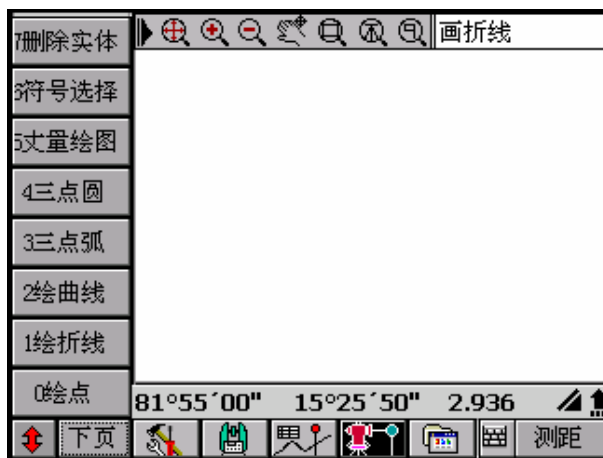 7删除实体
画折线
6符号选择
5丈量绘图
4三点圆
3三点弧
2绘曲线
1绘折线
0绘点
81°55´00" 15°25´50" 2.936
下页
测距